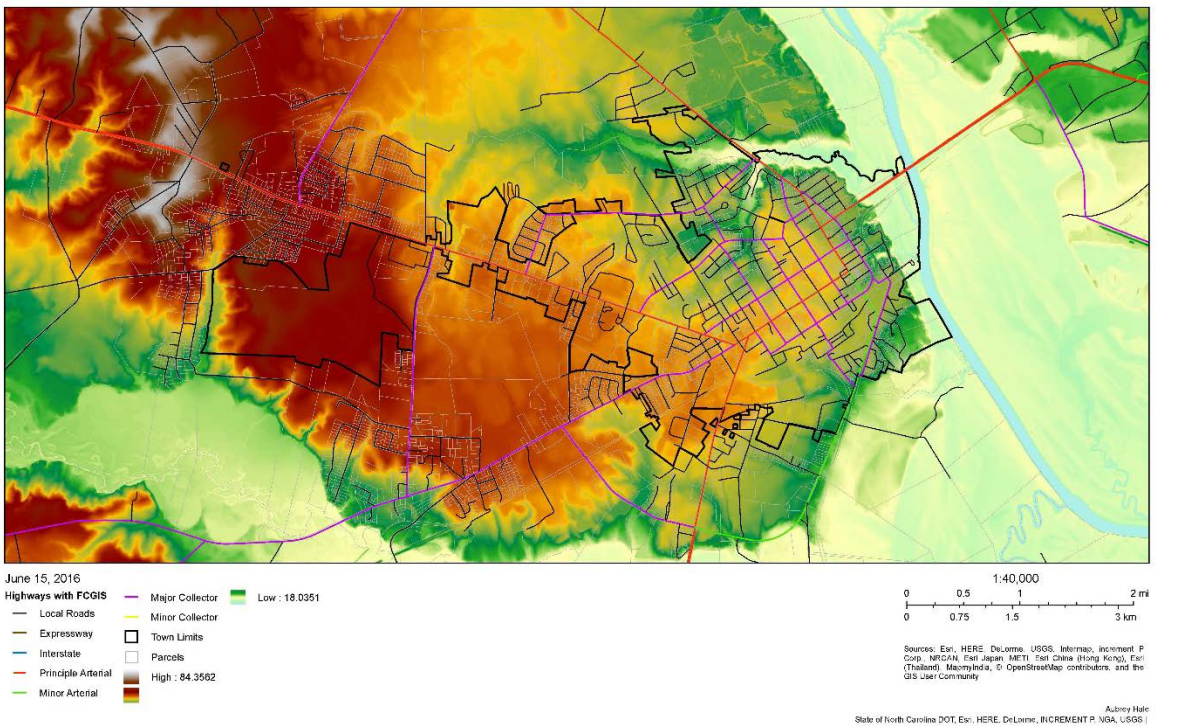 June 15, 2016
Highways with FCGIS
Local Roads
Expressway
Interstate
Principle Arterial
Minor Arterial
Major Collector
Minor Collector
Town Limits
Parcels
High : 84.3562
Low : 18.0351
1:40,000
0 0.5 1 2 mi
0 0.75 1.5 3 km
Sources: Esri, HERE, DeLorme, USGS, Intermap, increment P
Corp., NRCAN, Esri Japan, METI, Esri China (Hong Kong), Esri
(Thailand), MapmyIndia, © OpenStreetMap contributors, and the
GIS User Community
Aubrey Hale
State of North Carolina DOT, Esri, HERE, DeLorme, INCREMENT P, NGA, USGS |